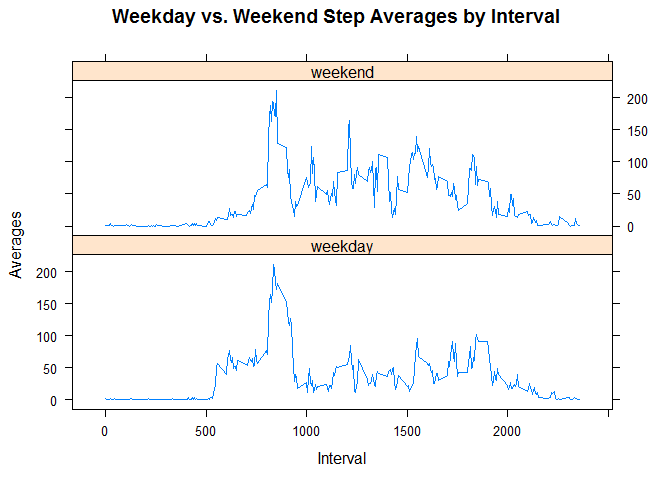 Weekday vs. Weekend Step Averages by Interval
weekend
200
150
100
50
0
weekday
200
150
100
50
0
Averages
0 500 1000 1500 2000
Interval